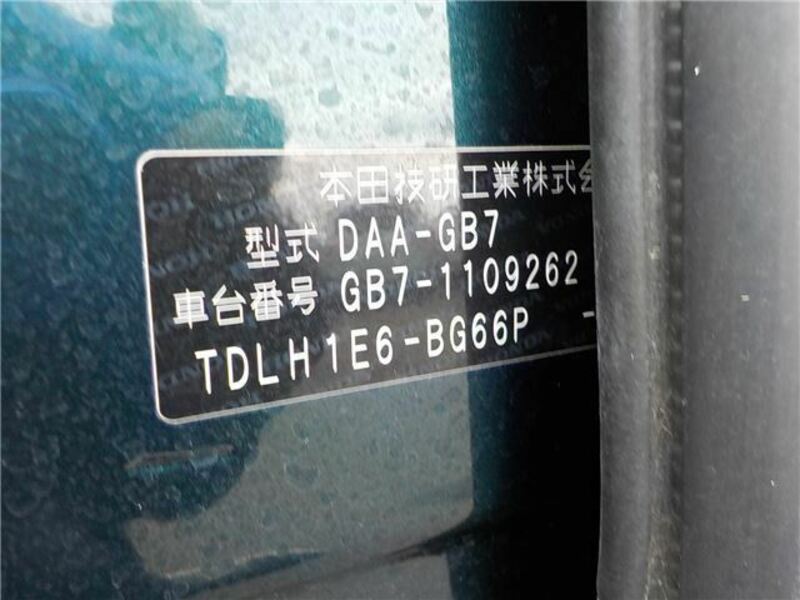 本田技研工業株式会
型式 DAA-GB7
車台番号 GB7-1109262
TDLH1E6-BG66P -